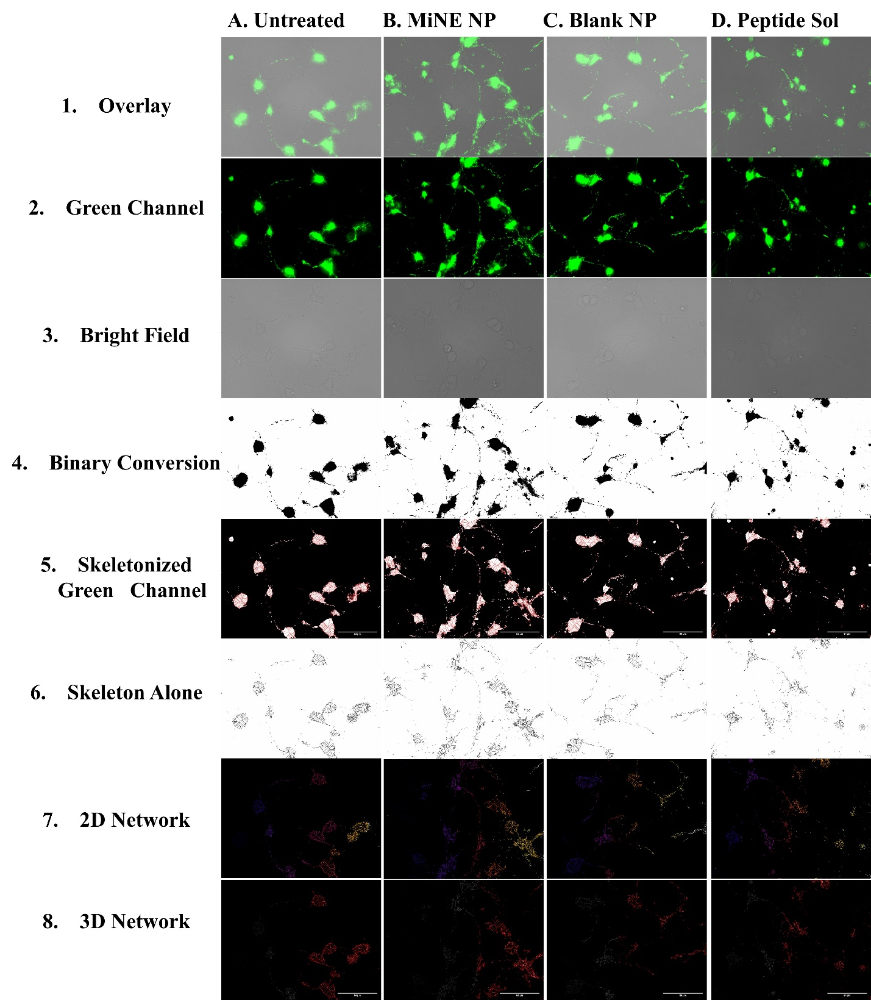 A. Untreated B. MiNE NP C. Blank NP D. Peptide Sol
1. Overlay
2. Green Channel
3. Bright Field
4. Binary Conversion
5. Skeletonized
Green Channel
6. Skeleton Alone
7. 2D Network
8. 3D Network